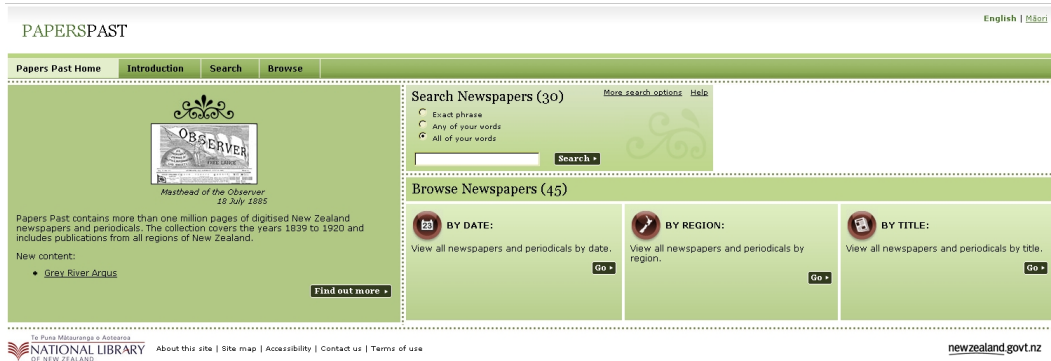 English | Māori
PAPERSPAST
Papers Past Home Introduction Search Browse
OBSERVER
FREE LANCE
Masthead of the Observer
18 July 1885
Papers Past contains more than one million pages of digitised New Zealand
newspapers and periodicals. The collection covers the years 1839 to 1920 and
includes publications from all regions of New Zealand.
New content:
• Grey River Argus
Find out more
Search Newspapers (30) More search options Help
Exact phrase
Any of your words
All of your words
Search
Browse Newspapers (45)
23 BY DATE:
View all newspapers and periodicals by date.
Go
BY REGION:
View all newspapers and periodicals by
region.
Go
BY TITLE:
View all newspapers and periodicals by title.
Go
Te Puna Mātauranga o Aotearoa
NATIONAL LIBRARY
OF NEW ZEALAND
About this site | Site map | Accessibility | Contact us | Terms of use
newzealand.govt.nz